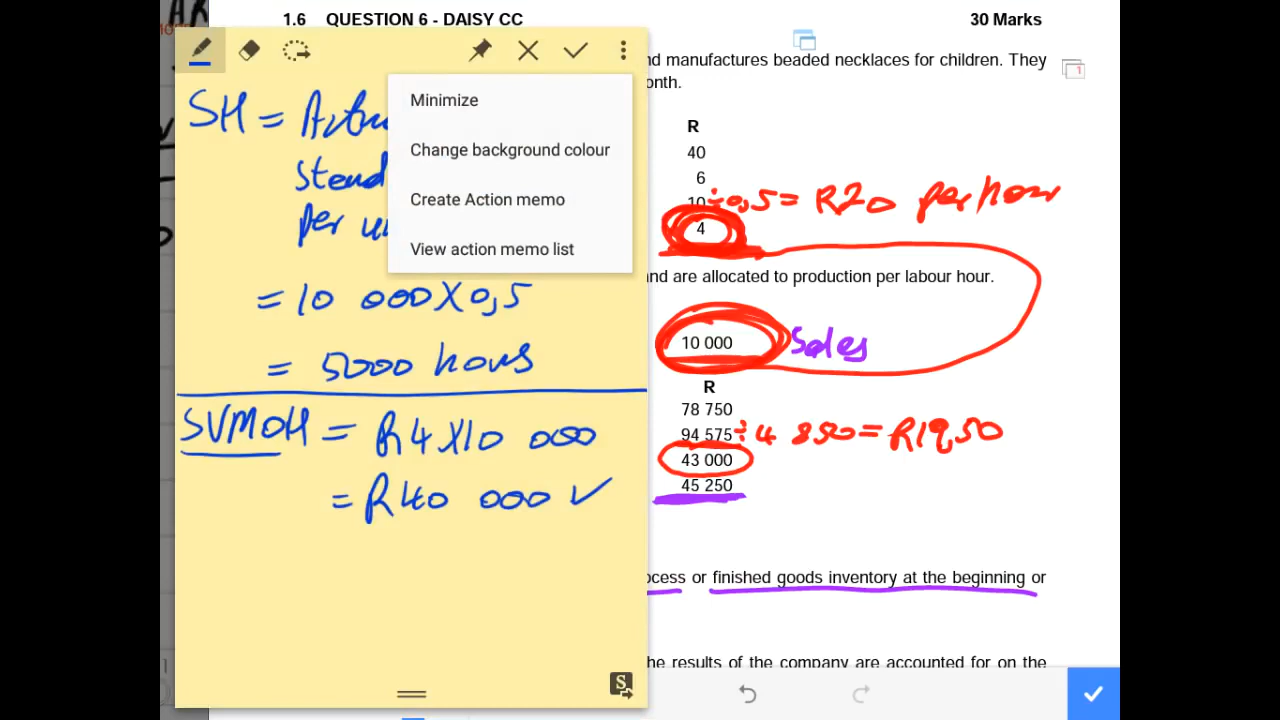 1.6 QUESTION 6 - DAISY CC 30 Marks
nd manufactures beaded necklaces for children. They
onth.
Minimize
Change background colour
Create Action memo
View action memo list
SH =
per
= 10 000 X 0,5
= 5000 hours
SVMOH = R4 X 10 000
= R40 000 ✓
R
40
6
10 ÷0,5 = R20 per hour
4
nd are allocated to production per labour hour.
10 000 Sales
R
78 750
94 575 ÷4 850 = R19,50
43 000
45 250
ocess or finished goods inventory at the beginning or
he results of the company are accounted for on the